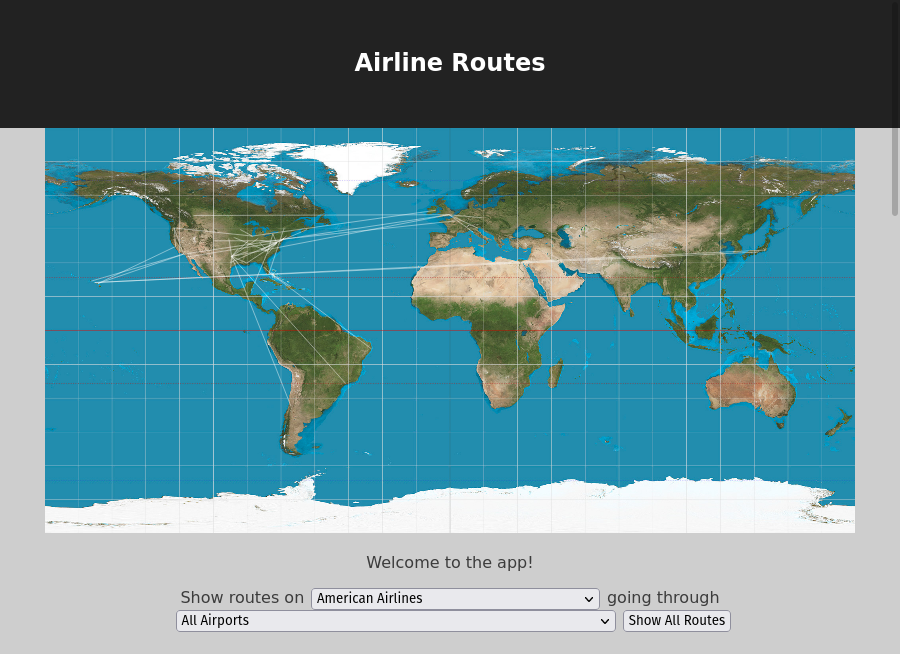 Airline Routes
Welcome to the app!
Show routes on American Airlines going through
All Airports Show All Routes